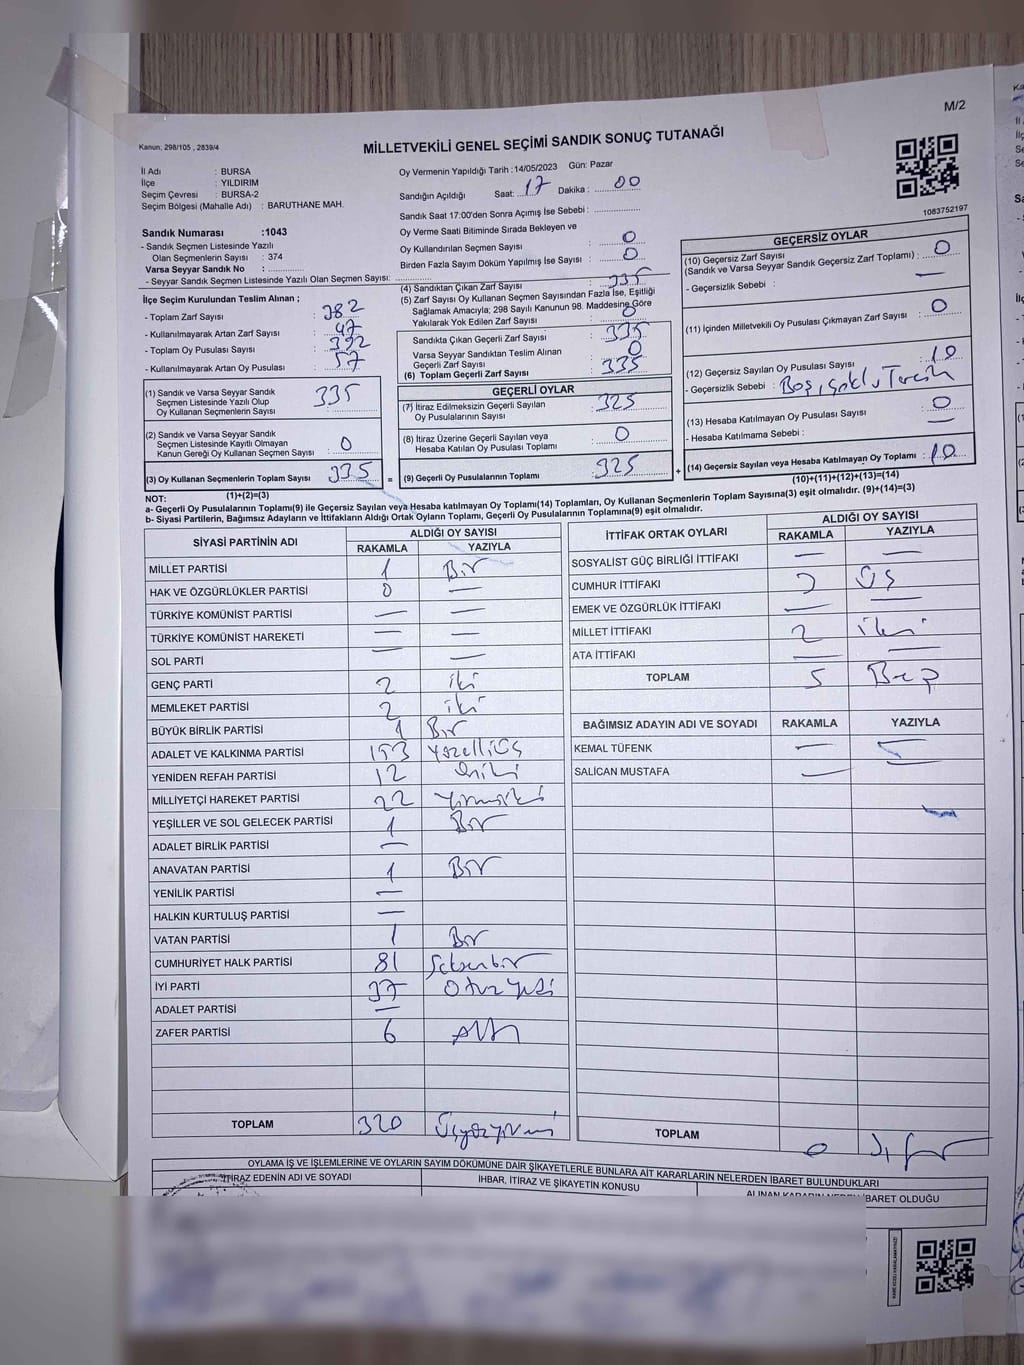 M/2
Kanun; 298/105 , 2839/4
MİLLETVEKİLİ GENEL SEÇİMİ SANDIK SONUÇ TUTANAĞI
İl Adı : BURSA
İlçe : YILDIRIM
Seçim Çevresi : BURSA-2
Seçim Bölgesi (Mahalle Adı) : BARUTHANE MAH.
Sandık Numarası :1043
- Sandık Seçmen Listesinde Yazılı
Olan Seçmenlerin Sayısı : 374
Varsa Seyyar Sandık No :
- Seyyar Sandık Seçmen Listesinde Yazılı Olan Seçmen Sayısı:
Oy Vermenin Yapıldığı Tarih : 14/05/2023 Gün: Pazar
Sandığın Açıldığı Saat: 17 Dakika : 00
Sandık Saat 17:00'den Sonra Açımış İse Sebebi :
Oy Verme Saati Bitiminde Sırada Bekleyen ve
Oy Kullandırılan Seçmen Sayısı : 0
Birden Fazla Sayım Döküm Yapılmış İse Sayısı : 0
1083752197
İlçe Seçim Kurulundan Teslim Alınan ;
- Toplam Zarf Sayısı : 382
- Kullanılmayarak Artan Zarf Sayısı : 47
- Toplam Oy Pusulası Sayısı : 392
- Kullanılmayarak Artan Oy Pusulası : 57
(4) Sandıktan Çıkan Zarf Sayısı : 335
(5) Zarf Sayısı Oy Kullanan Seçmen Sayısından Fazla İse, Eşitliği
Sağlamak Amacıyla; 298 Sayılı Kanunun 98. Maddesine Göre
Yakılarak Yok Edilen Zarf Sayısı : 0
Sandıkta Çıkan Geçerli Zarf Sayısı : 335
Varsa Seyyar Sandıktan Teslim Alınan
Geçerli Zarf Sayısı : 0
(6) Toplam Geçerli Zarf Sayısı : 335
GEÇERSİZ OYLAR
(10) Geçersiz Zarf Sayısı
(Sandık ve Varsa Seyyar Sandık Geçersiz Zarf Toplamı) : 0
- Geçersizlik Sebebi : —
(11) İçinden Milletvekili Oy Pusulası Çıkmayan Zarf Sayısı : 0
(12) Geçersiz Sayılan Oy Pusulası Sayısı : 10
- Geçersizlik Sebebi : Boş, Çoklu Tercih
(13) Hesaba Katılmayan Oy Pusulası Sayısı : 0
- Hesaba Katılmama Sebebi : —
(14) Geçersiz Sayılan veya Hesaba Katılmayan Oy Toplamı : 10
(10)+(11)+(12)+(13)=(14)
(1) Sandık ve Varsa Seyyar Sandık
Seçmen Listesinde Yazılı Olup
Oy Kullanan Seçmenlerin Sayısı : 335
(2) Sandık ve Varsa Seyyar Sandık
Seçmen Listesinde Kayıtlı Olmayan
Kanun Gereği Oy Kullanan Seçmen Sayısı : 0
(3) Oy Kullanan Seçmenlerin Toplam Sayısı : 335 =
(1)+(2)=(3)
GEÇERLİ OYLAR
(7) İtiraz Edilmeksizin Geçerli Sayılan
Oy Pusulalarının Sayısı : 325
(8) İtiraz Üzerine Geçerli Sayılan veya
Hesaba Katılan Oy Pusulası Toplamı : 0
(9) Geçerli Oy Pusulalarının Toplamı : 325 +
NOT:
a- Geçerli Oy Pusulalarının Toplamı(9) ile Geçersiz Sayılan veya Hesaba katılmayan Oy Toplamı(14) Toplamları, Oy Kullanan Seçmenlerin Toplam Sayısına(3) eşit olmalıdır. (9)+(14)=(3)
b- Siyasi Partilerin, Bağımsız Adayların ve İttifakların Aldığı Ortak Oyların Toplamı, Geçerli Oy Pusulalarının Toplamına(9) eşit olmalıdır.
SİYASİ PARTİNİN ADI ALDIĞI OY SAYISI
RAKAMLA YAZIYLA
MİLLET PARTİSİ 1 Bir
HAK VE ÖZGÜRLÜKLER PARTİSİ 0 —
TÜRKİYE KOMÜNİST PARTİSİ — —
TÜRKİYE KOMÜNİST HAREKETİ — —
SOL PARTİ — —
GENÇ PARTİ 2 iki
MEMLEKET PARTİSİ 2 iki
BÜYÜK BİRLİK PARTİSİ 1 Bir
ADALET VE KALKINMA PARTİSİ 153 Yüzelliüç
YENİDEN REFAH PARTİSİ 12 oniki
MİLLİYETÇİ HAREKET PARTİSİ 22 Yirmiiki
YEŞİLLER VE SOL GELECEK PARTİSİ 1 Bir
ADALET BİRLİK PARTİSİ —
ANAVATAN PARTİSİ 1 Bir
YENİLİK PARTİSİ —
HALKIN KURTULUŞ PARTİSİ —
VATAN PARTİSİ 1 Bir
CUMHURİYET HALK PARTİSİ 81 Seksenbir
İYİ PARTİ 37 Otuzyedi
ADALET PARTİSİ —
ZAFER PARTİSİ 6 Altı
TOPLAM 320 Üçyüzyirmi
İTTİFAK ORTAK OYLARI ALDIĞI OY SAYISI
RAKAMLA YAZIYLA
SOSYALİST GÜÇ BİRLİĞİ İTTİFAKI — —
CUMHUR İTTİFAKI 3 Üç
EMEK VE ÖZGÜRLÜK İTTİFAKI — —
MİLLET İTTİFAKI 2 iki
ATA İTTİFAKI — —
TOPLAM 5 Beş
BAĞIMSIZ ADAYIN ADI VE SOYADI RAKAMLA YAZIYLA
KEMAL TÜFENK — —
SALİCAN MUSTAFA —
TOPLAM 0 Sıfır
OYLAMA İŞ VE İŞLEMLERİNE VE OYLARIN SAYIM DÖKÜMÜNE DAİR ŞİKAYETLERLE BUNLARA AİT KARARLARIN NELERDEN İBARET BULUNDUKLARI
İTİRAZ EDENİN ADI VE SOYADI
İHBAR, İTİRAZ VE ŞİKAYETİN KONUSU
ALINAN KARARIN NEDEN İBARET OLDUĞU